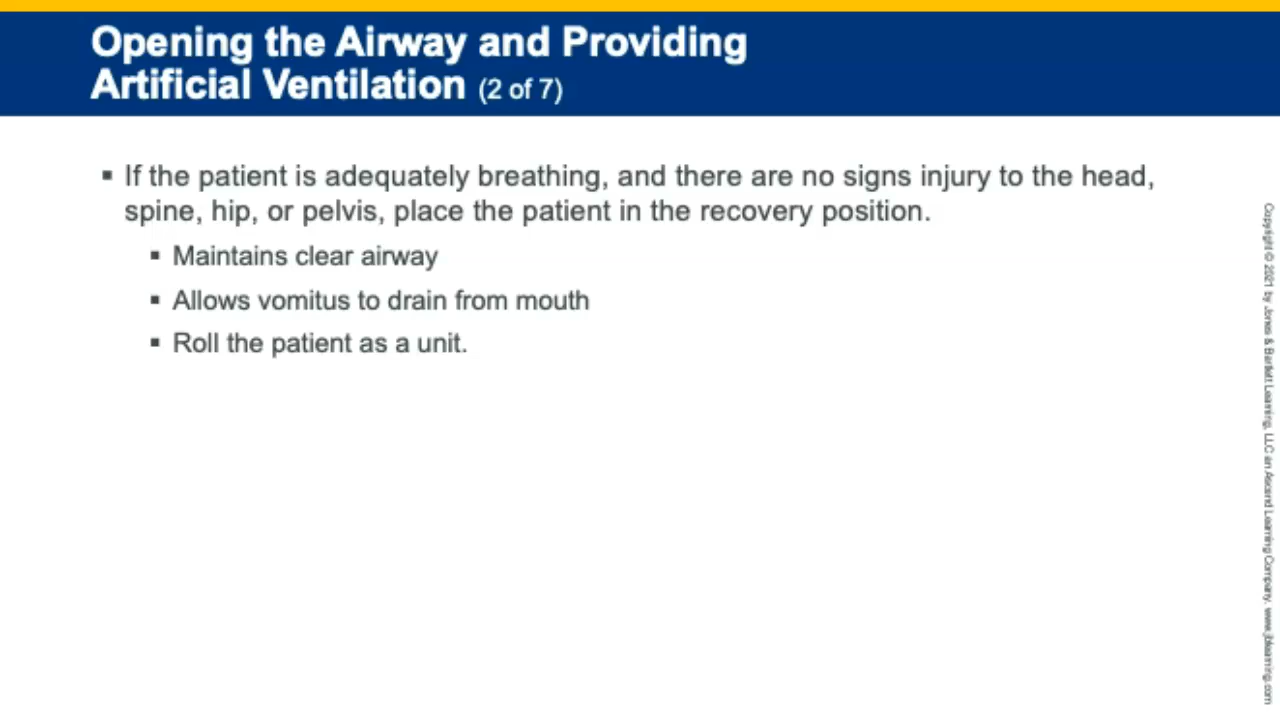 Opening the Airway and Providing
Artificial Ventilation (2 of 7)
▪ If the patient is adequately breathing, and there are no signs injury to the head,
spine, hip, or pelvis, place the patient in the recovery position.
▪ Maintains clear airway
▪ Allows vomitus to drain from mouth
▪ Roll the patient as a unit.
Copyright © 2021 by Jones & Bartlett Learning, LLC an Ascend Learning Company. www.jblearning.com